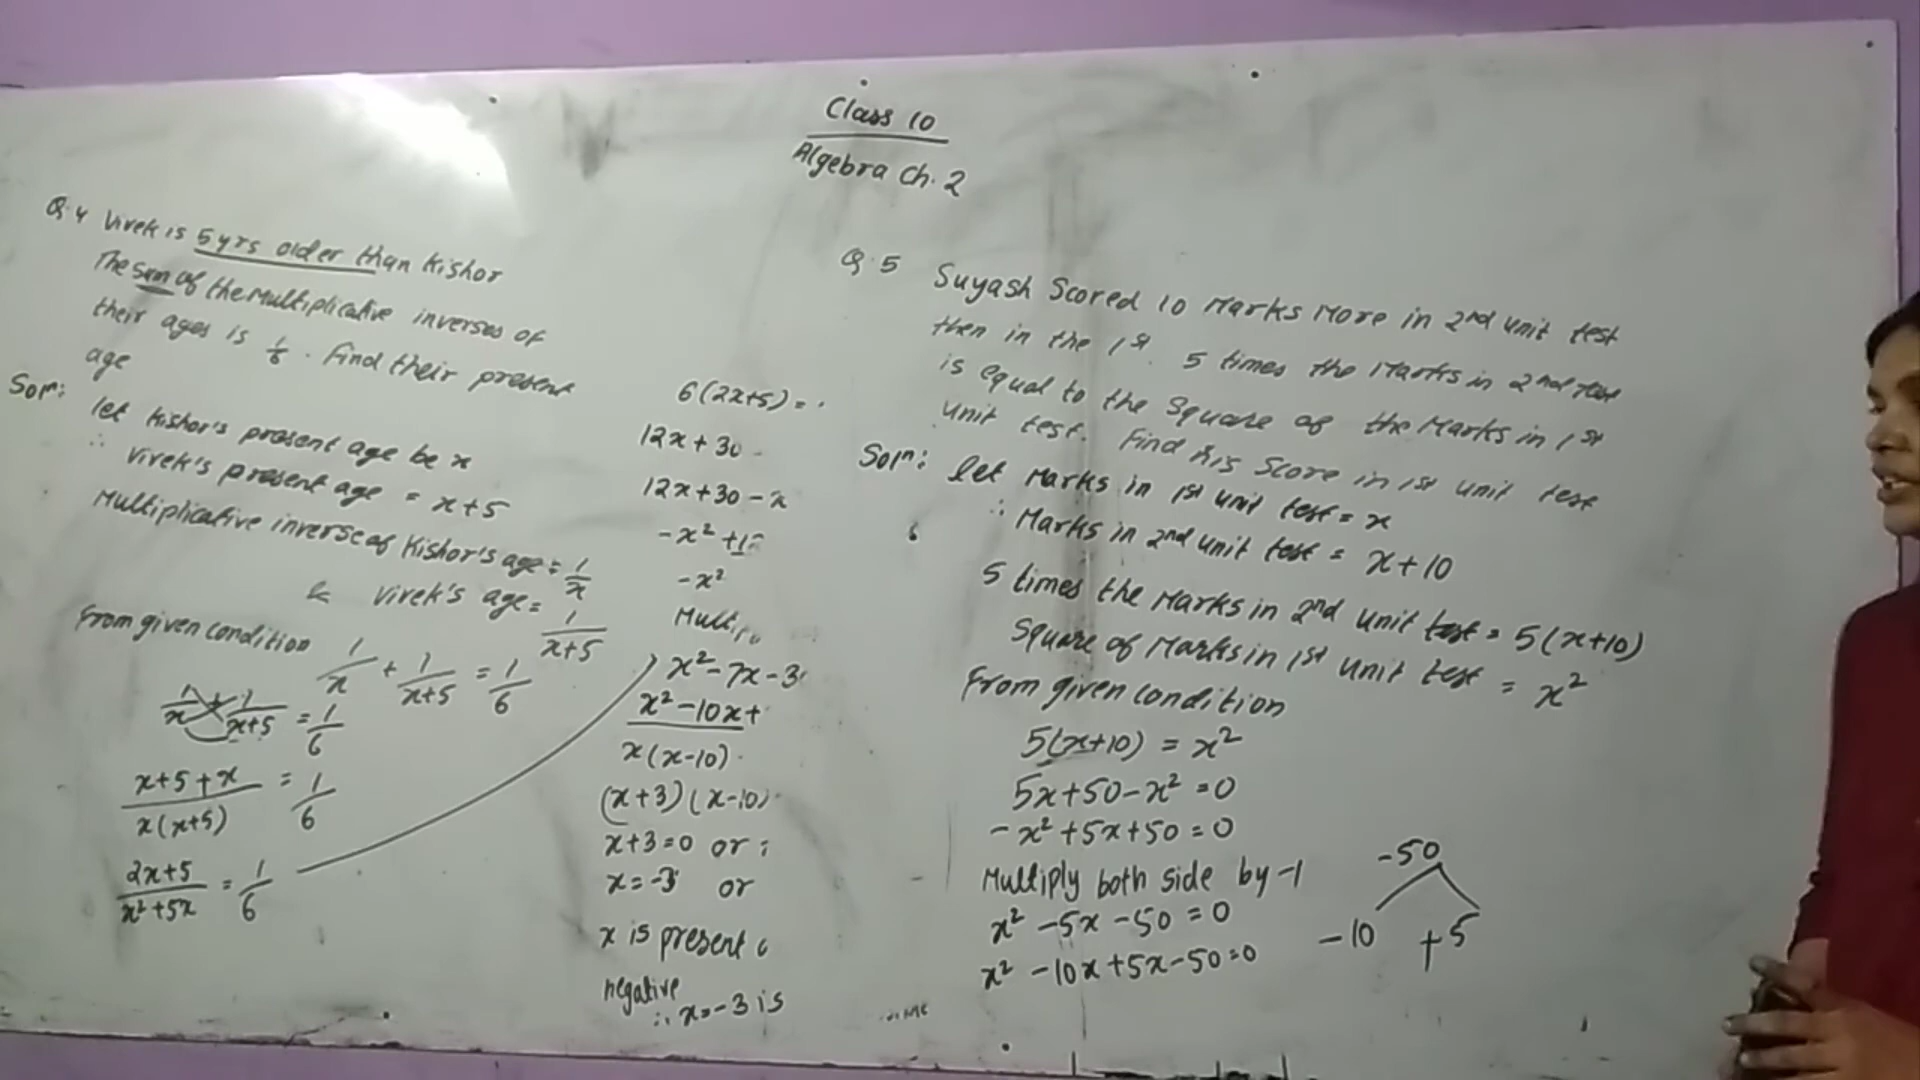 Class 10
Algebra Ch. 2
Q.4 Vivek is 5 yrs older than Kishor
The sum of the Multiplicative inverses of
their ages is 1/6 . Find their present
age
Solⁿ:
let Kishor's present age be x
∴ Vivek's present age = x+5
Multiplicative inverse of Kishor's age = 1/x
& Vivek's age = 1/(x+5)
From given condition
1/x + 1/(x+5) = 1/6
1/x + 1/(x+5) = 1/6
(x+5+x)/(x(x+5)) = 1/6
(2x+5)/(x²+5x) = 1/6
6(2x+5) =
12x+30
12x+30-x
-x²+1
-x²
x²-7x-3
x²-10x+
x(x-10)
(x+3)(x-10)
x+3=0 or
x=-3 or
x is present
negative
∴ x=-3 is
Q.5 Suyash Scored 10 Marks More in 2nd unit test
then in the 1st. 5 times the Marks in 2nd test
is equal to the Square of the Marks in 1st
unit test. Find his Score in 1st unit test
Solⁿ: let Marks in 1st unit test = x
∴ Marks in 2nd unit test = x+10
5 times the Marks in 2nd unit test = 5(x+10)
Square of Marks in 1st unit test = x²
From given condition
5(x+10) = x²
5x+50-x² =0
-x²+5x+50=0
Multiply both side by -1
x² -5x -50 =0
x² -10x+5x-50=0
-50
-10 +5